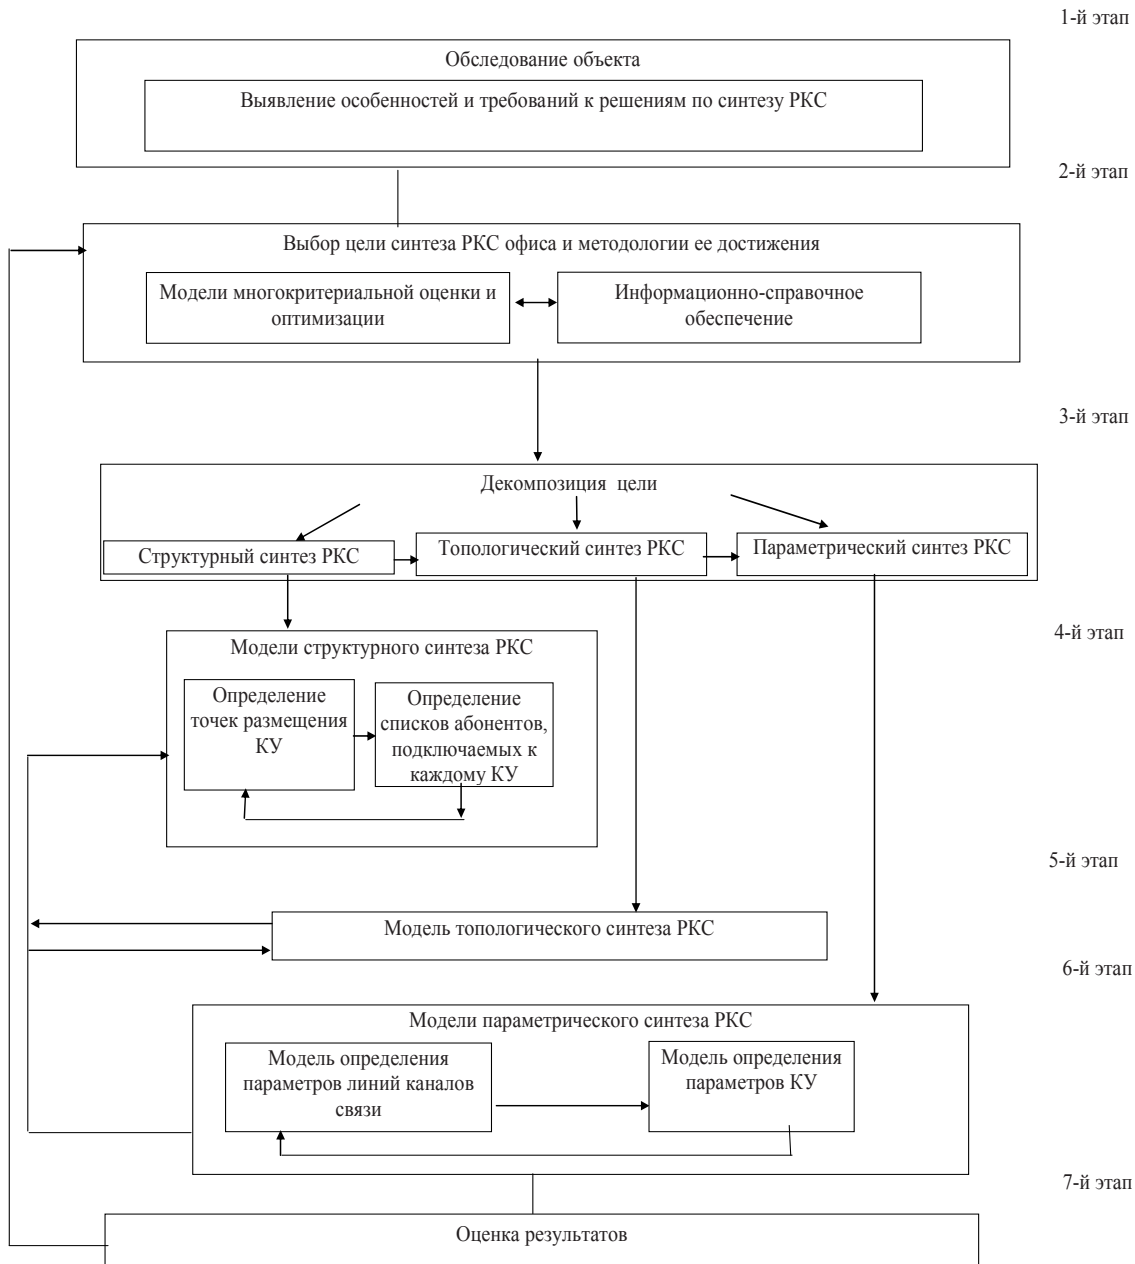 1-й этап
Обследование объекта
Выявление особенностей и требований к решениям по синтезу РКС
2-й этап
Выбор цели синтеза РКС офиса и методологии ее достижения
Модели многокритериальной оценки и
оптимизации
Информационно-справочное
обеспечение
3-й этап
Декомпозиция цели
Структурный синтез РКС
Топологический синтез РКС
Параметрический синтез РКС
4-й этап
Модели структурного синтеза РКС
Определение
точек размещения
КУ
Определение
списков абонентов,
подключаемых к
каждому КУ
5-й этап
Модель топологического синтеза РКС
6-й этап
Модели параметрического синтеза РКС
Модель определения
параметров линий каналов
связи
Модель определения
параметров КУ
7-й этап
Оценка результатов